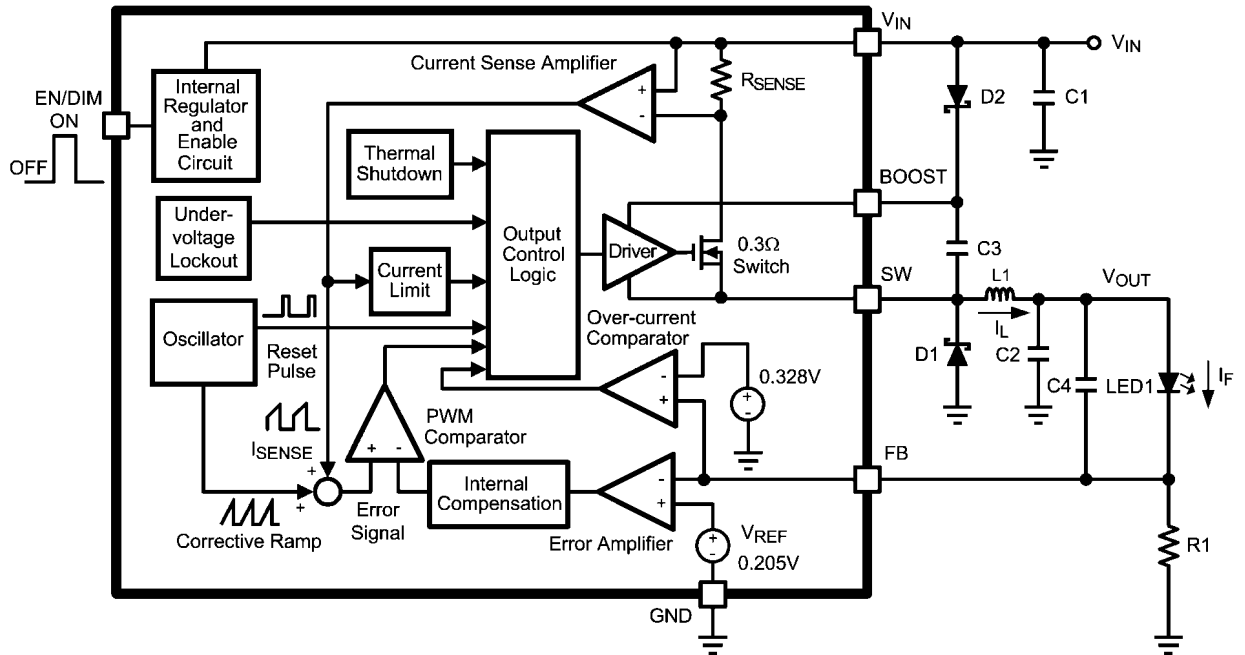 VIN
VIN
Current Sense Amplifier
RSENSE
+
-
Internal
Regulator
and
Enable
Circuit
EN/DIM
ON
OFF
D2
C1
Thermal
Shutdown
BOOST
Under-
voltage
Lockout
Output
Control
Logic
Driver
0.3Ω
Switch
C3
Current
Limit
SW
L1
VOUT
IL
Oscillator
Reset
Pulse
Over-current
Comparator
D1
C2
C4
LED1
IF
-
+
+
-
0.328V
ISENSE
PWM
Comparator
+
-
FB
+
+
Internal
Compensation
-
+
Error
Signal
Corrective Ramp
Error Amplifier
+
-
VREF
0.205V
R1
GND